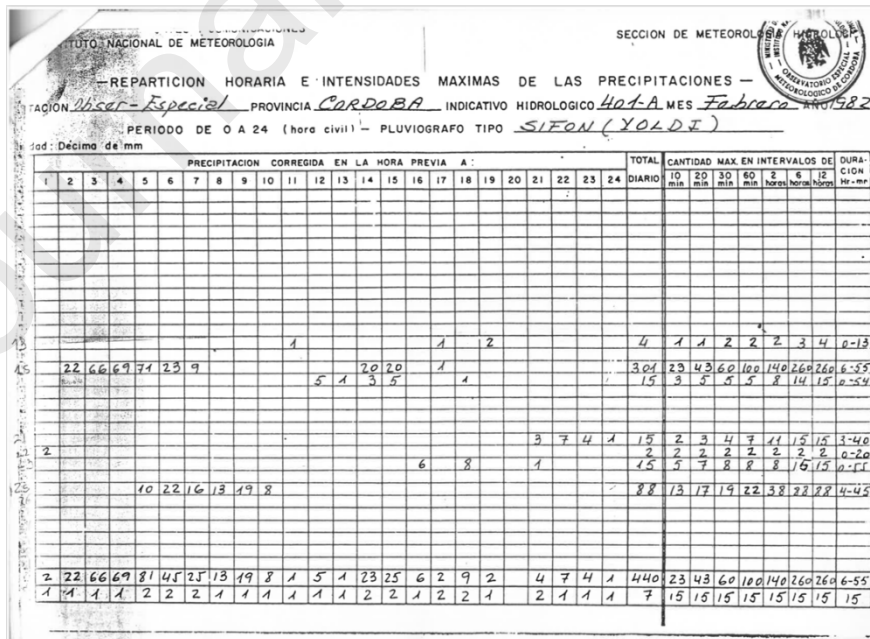 INSTITUTO NACIONAL DE METEOROLOGIA
SECCION DE METEOROLOGIA HIDROLOGICA
—REPARTICION HORARIA E INTENSIDADES MAXIMAS DE LAS PRECIPITACIONES —
Obser-Especial PROVINCIA CORDOBA INDICATIVO HIDROLOGICO 401-A MES Febrero AÑO 1982
PERIODO DE 0 A 24 (hora civil) — PLUVIOGRAFO TIPO SIFON (YOLDI)
Décima de mm
PRECIPITACION CORREGIDA EN LA HORA PREVIA A: TOTAL DIARIO CANTIDAD MAX. EN INTERVALOS DE DURACION Hr-mn
1 2 3 4 5 6 7 8 9 10 11 12 13 14 15 16 17 18 19 20 21 22 23 24 10 min 20 min 30 min 60 min 2 horas 6 horas 12 horas
1 1 2 4 1 1 2 2 2 3 4 0-13
15 22 66 69 71 23 9 20 20 1 301 23 43 60 100 140 260 260 6-55
5 1 3 5 1 15 3 5 5 5 8 14 15 0-54
3 7 4 1 15 2 3 4 7 11 15 15 3-40
2 2 2 2 2 2 2 2 2 0-20
6 8 1 15 5 7 8 8 8 15 15 0-55
10 22 16 13 19 8 88 13 17 19 22 38 88 88 4-45
2 22 66 69 81 45 25 13 19 8 1 5 1 23 25 6 2 9 2 4 7 4 1 440 23 43 60 100 140 260 260 6-55
1 1 1 1 2 2 2 1 1 1 1 1 1 2 2 1 2 2 1 2 1 1 1 7 15 15 15 15 15 15 15 15